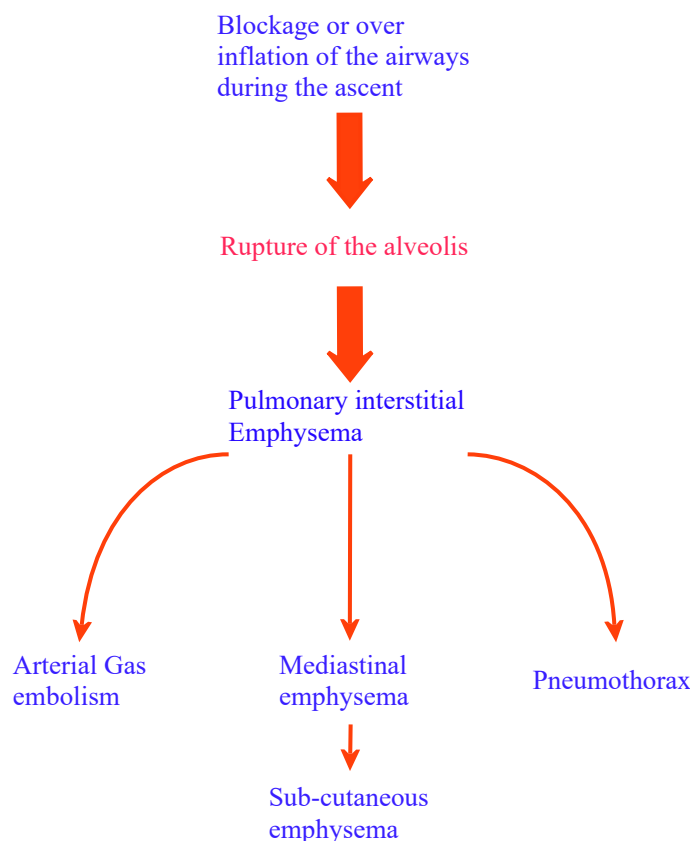 Blockage or over
inflation of the airways
during the ascent
Rupture of the alveolis
Pulmonary interstitial
Emphysema
Arterial Gas
embolism
Mediastinal
emphysema
Pneumothorax
Sub-cutaneous
emphysema